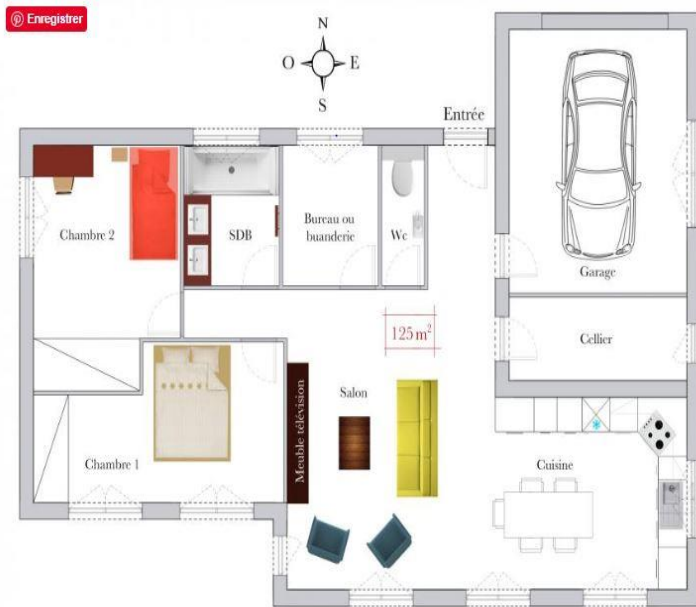 Enregistrer
N
O E
S
Entrée
Chambre 2
SDB
Bureau ou
buanderie
Wc
Garage
125 m²
Cellier
Salon
Meuble télévision
Chambre 1
Cuisine